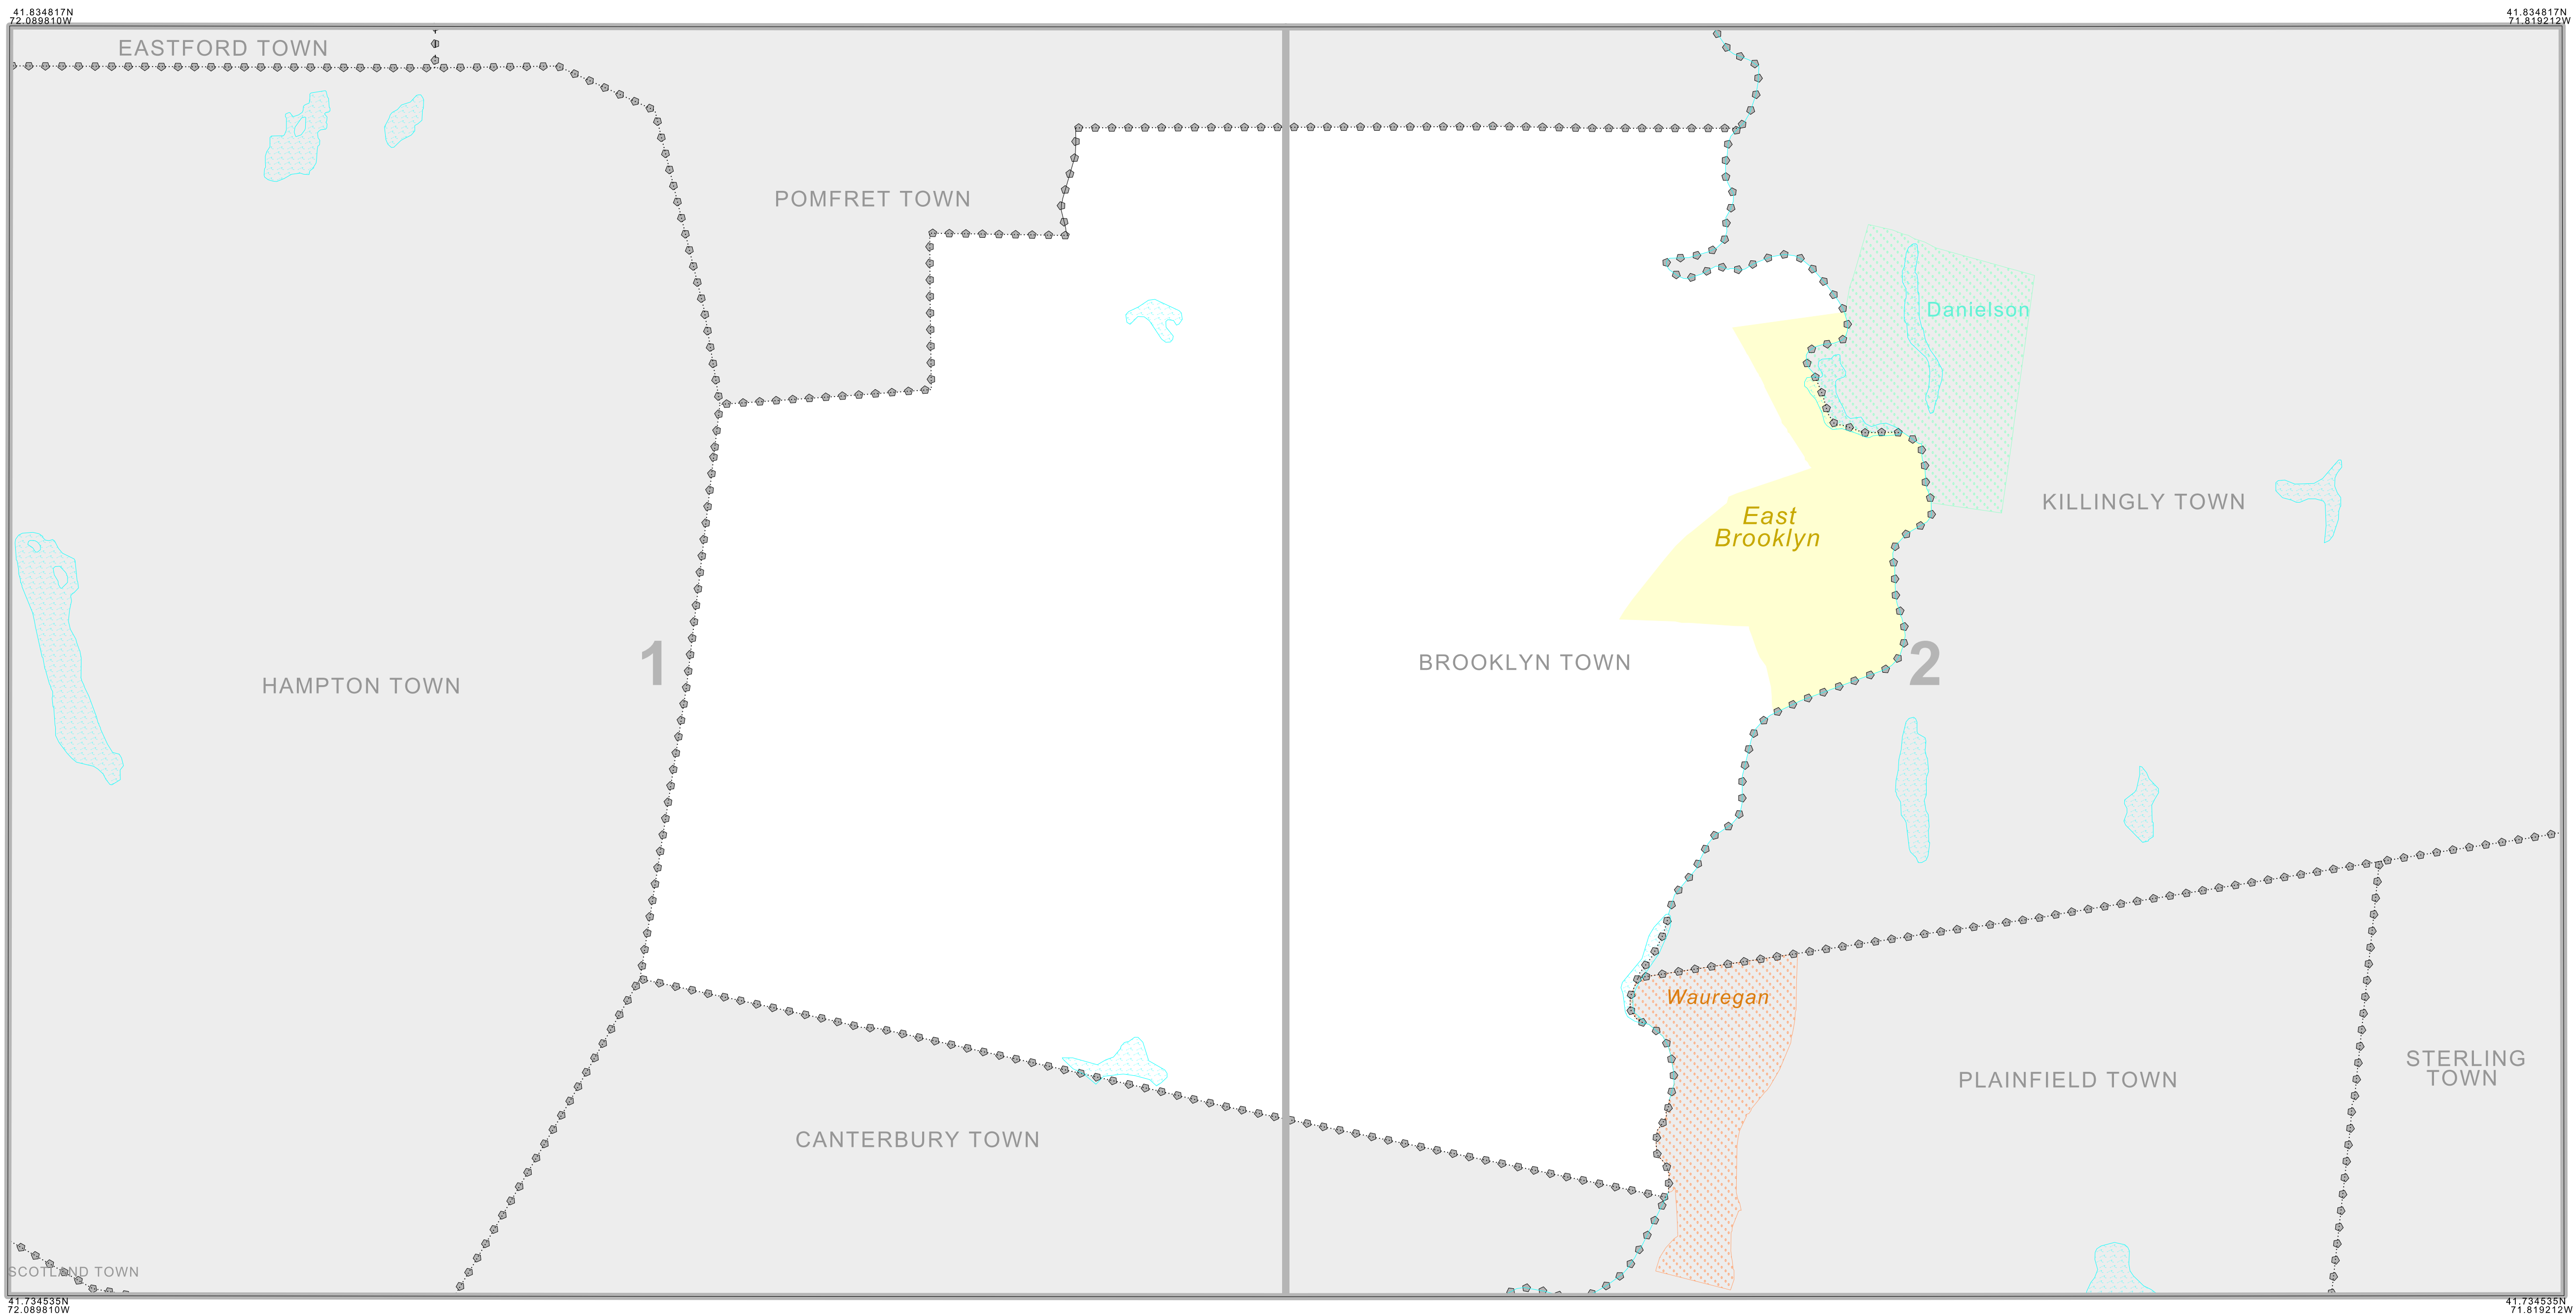 41.834817N
72.089810W
41.834817N
71.819212W
EASTFORD TOWN
POMFRET TOWN
Danielson
KILLINGLY TOWN
East
Brooklyn
1
2
BROOKLYN TOWN
HAMPTON TOWN
Wauregan
STERLING
TOWN
PLAINFIELD TOWN
CANTERBURY TOWN
SCOTLAND TOWN
41.734535N
72.089810W
41.734535N
71.819212W